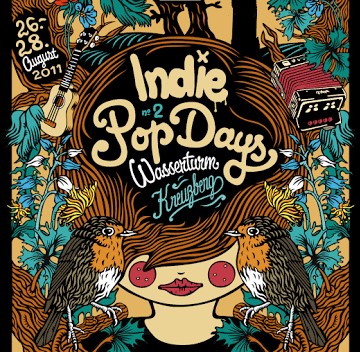 26.-
28.
August
2011
Indie
No 2
Pop Days
Wasserturm
Kreuzberg